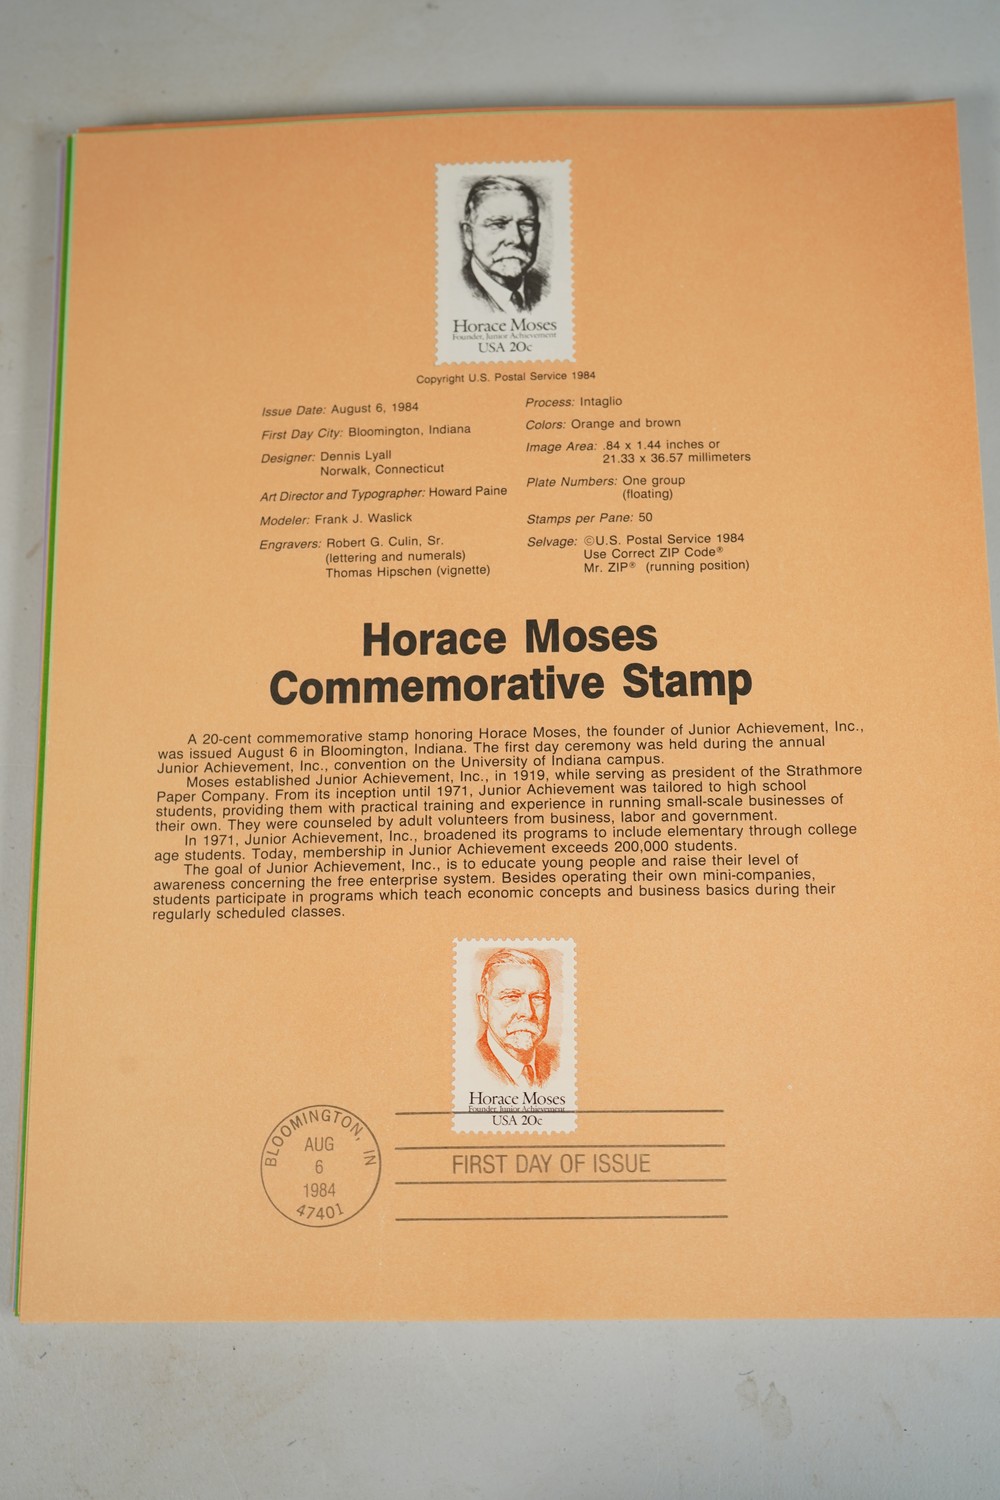 Horace Moses
Founder, Junior Achievement
USA 20c
Copyright U.S. Postal Service 1984
Issue Date: August 6, 1984
First Day City: Bloomington, Indiana
Designer: Dennis Lyall
Norwalk, Connecticut
Art Director and Typographer: Howard Paine
Modeler: Frank J. Waslick
Engravers: Robert G. Culin, Sr.
(lettering and numerals)
Thomas Hipschen (vignette)
Process: Intaglio
Colors: Orange and brown
Image Area: .84 x 1.44 inches or
21.33 x 36.57 millimeters
Plate Numbers: One group
(floating)
Stamps per Pane: 50
Selvage: ©U.S. Postal Service 1984
Use Correct ZIP Code®
Mr. ZIP® (running position)
Horace Moses
Commemorative Stamp
A 20-cent commemorative stamp honoring Horace Moses, the founder of Junior Achievement, Inc.,
was issued August 6 in Bloomington, Indiana. The first day ceremony was held during the annual
Junior Achievement, Inc., convention on the University of Indiana campus.
Moses established Junior Achievement, Inc., in 1919, while serving as president of the Strathmore
Paper Company. From its inception until 1971, Junior Achievement was tailored to high school
students, providing them with practical training and experience in running small-scale businesses of
their own. They were counseled by adult volunteers from business, labor and government.
In 1971, Junior Achievement, Inc., broadened its programs to include elementary through college
age students. Today, membership in Junior Achievement exceeds 200,000 students.
The goal of Junior Achievement, Inc., is to educate young people and raise their level of
awareness concerning the free enterprise system. Besides operating their own mini-companies,
students participate in programs which teach economic concepts and business basics during their
regularly scheduled classes.
Horace Moses
Founder, Junior Achievement
USA 20c
BLOOMINGTON, IN
AUG
6
1984
47401
FIRST DAY OF ISSUE